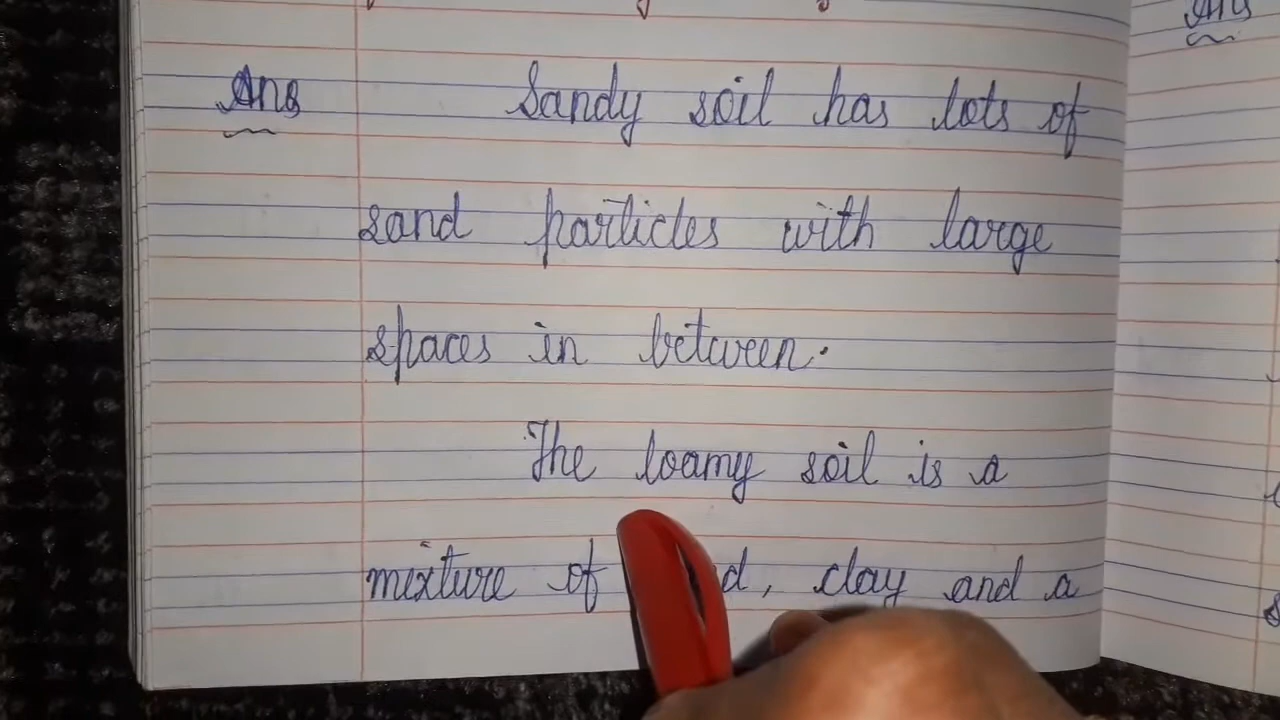 Ans
Ans Sandy soil has lots of
sand particles with large
spaces in between.
The loamy soil is a
mixture of d, clay and a